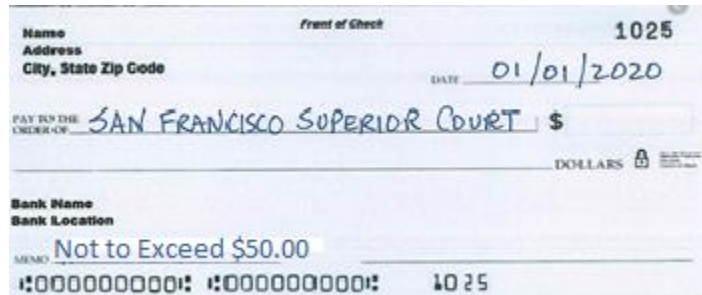 Front of Check
Name
1025
Address
City, State Zip Code
DATE 01/01/2020
PAY TO THE
ORDER OF SAN FRANCISCO SUPERIOR COURT $
DOLLARS
Bank Name
Bank Location
MEMO Not to Exceed $50.00
⑆000000000⑆ ⑆000000000⑆ 1025